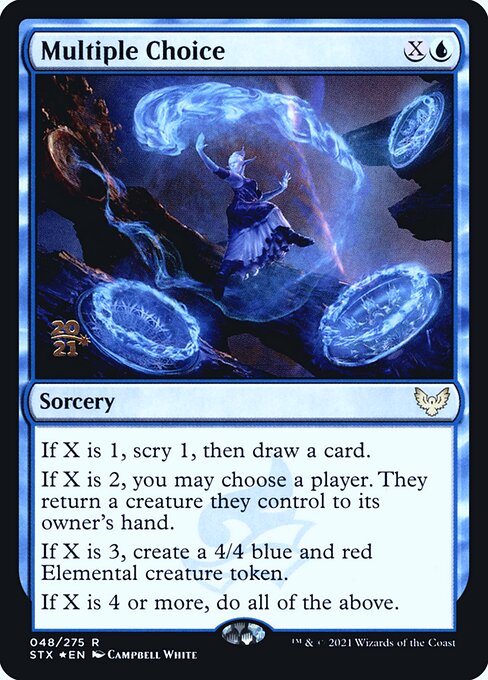 Multiple Choice X
20
21
Sorcery
If X is 1, scry 1, then draw a card.
If X is 2, you may choose a player. They
return a creature they control to its
owner's hand.
If X is 3, create a 4/4 blue and red
Elemental creature token.
If X is 4 or more, do all of the above.
048/275 R
STX ★ EN Campbell White
™ & © 2021 Wizards of the Coast